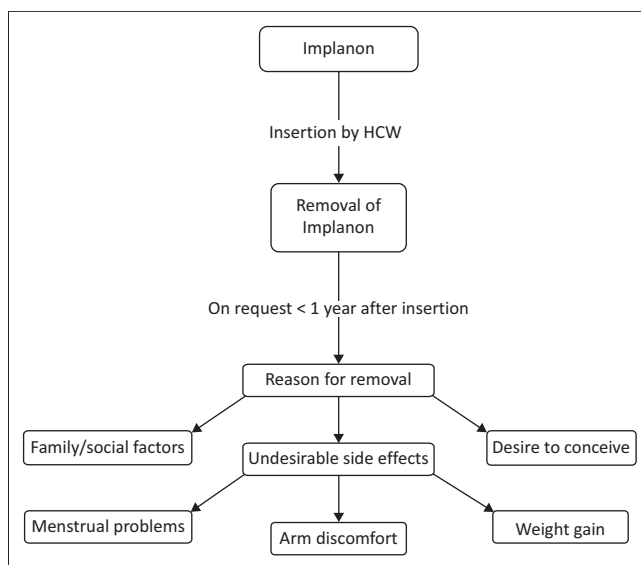 Implanon
Insertion by HCW
Removal of
Implanon
On request < 1 year after insertion
Reason for removal
Family/social factors
Undesirable side effects
Desire to conceive
Menstrual problems
Arm discomfort
Weight gain